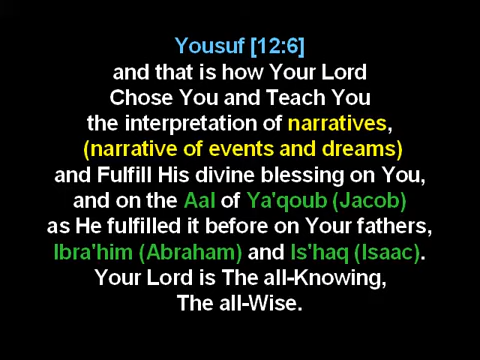 Yousuf [12:6]
and that is how Your Lord
Chose You and Teach You
the interpretation of narratives,
(narrative of events and dreams)
and Fulfill His divine blessing on You,
and on the Aal of Ya'qoub (Jacob)
as He fulfilled it before on Your fathers,
Ibra'him (Abraham) and Is'haq (Isaac).
Your Lord is The all-Knowing,
The all-Wise.